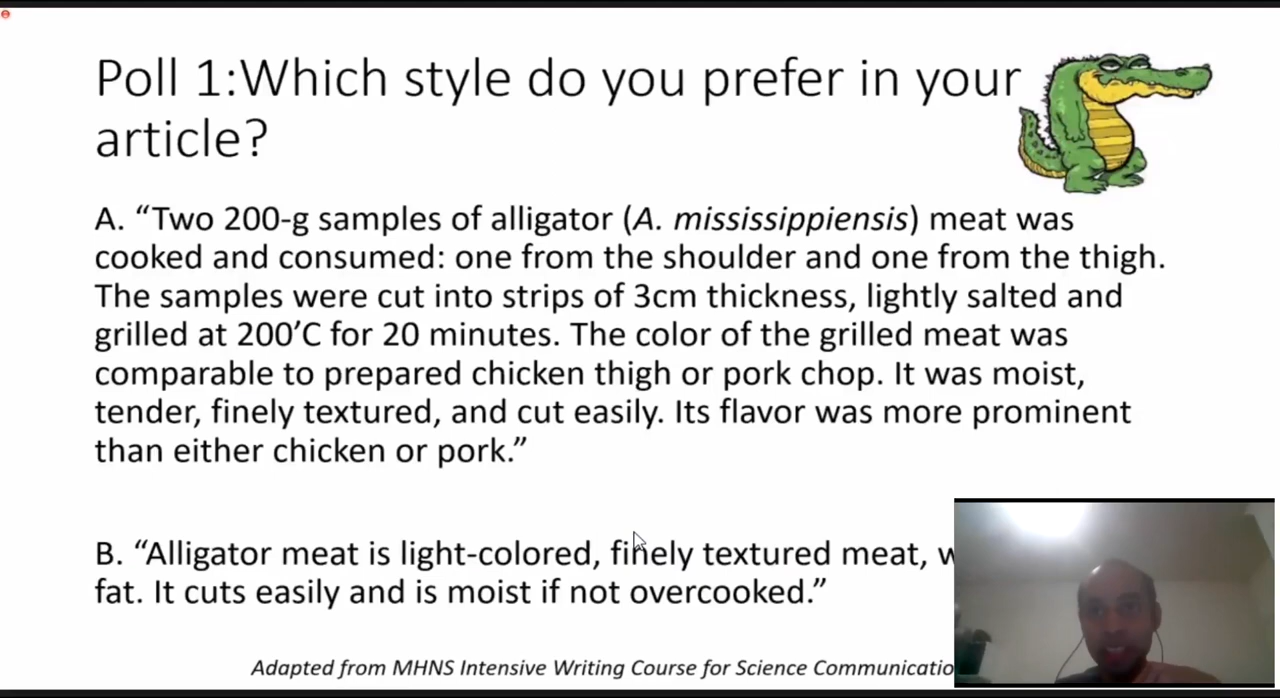 Poll 1:Which style do you prefer in your
article?
A. “Two 200-g samples of alligator (A. mississippiensis) meat was
cooked and consumed: one from the shoulder and one from the thigh.
The samples were cut into strips of 3cm thickness, lightly salted and
grilled at 200’C for 20 minutes. The color of the grilled meat was
comparable to prepared chicken thigh or pork chop. It was moist,
tender, finely textured, and cut easily. Its flavor was more prominent
than either chicken or pork.”
B. “Alligator meat is light-colored, finely textured meat,
fat. It cuts easily and is moist if not overcooked.”
Adapted from MHNS Intensive Writing Course for Science